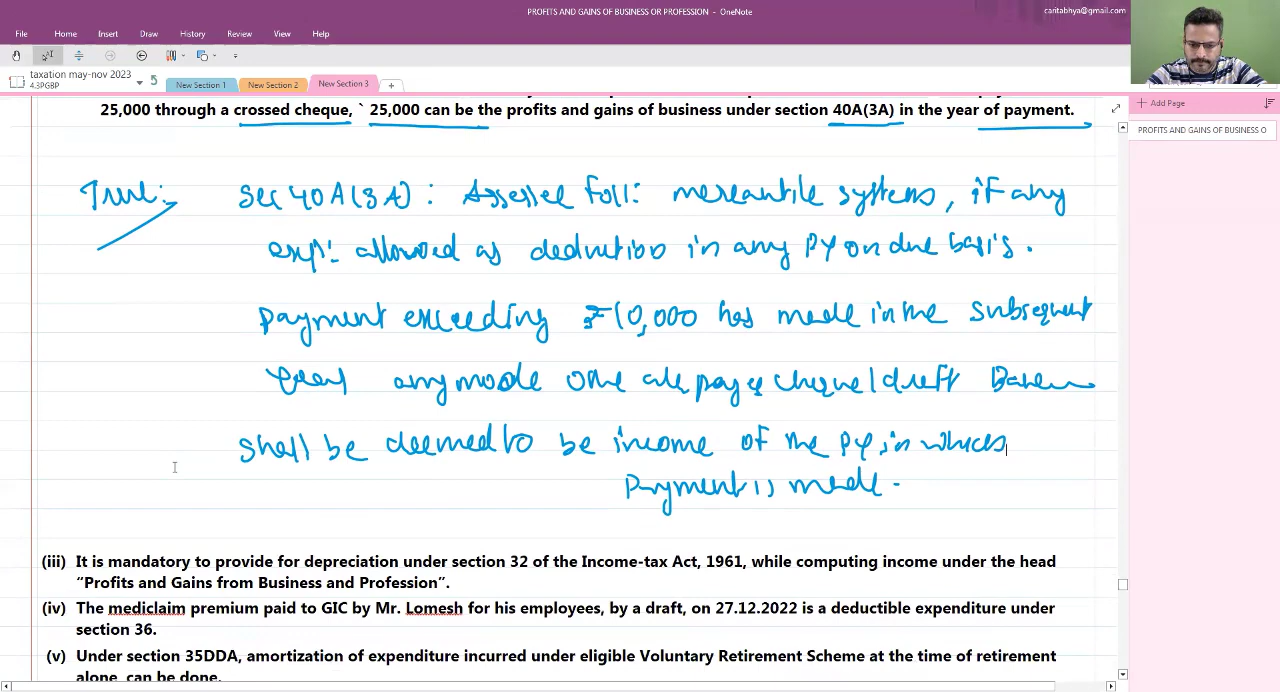 PROFITS AND GAINS OF BUSINESS OR PROFESSION - OneNote
caritabhya@gmail.com
File Home Insert Draw History Review View Help
taxation may-nov 2023
4.3PGBP
5
New Section 1 New Section 2 New Section 3 +
Add Page
PROFITS AND GAINS OF BUSINESS O
25,000 through a crossed cheque, ` 25,000 can be the profits and gains of business under section 40A(3A) in the year of payment.
True: Sec 40A(3A): Assessee foll: mercantile systems, if any
exp: allowed as deduction in any PY on due basis.
payment exceeding ₹10,000 has made in the subsequent
year any mode payee cheque/draft
shall be deemed to be income of the PY in which
payment is made.
(iii) It is mandatory to provide for depreciation under section 32 of the Income-tax Act, 1961, while computing income under the head
“Profits and Gains from Business and Profession”.
(iv) The mediclaim premium paid to GIC by Mr. Lomesh for his employees, by a draft, on 27.12.2022 is a deductible expenditure under
section 36.
(v) Under section 35DDA, amortization of expenditure incurred under eligible Voluntary Retirement Scheme at the time of retirement
alone, can be done.